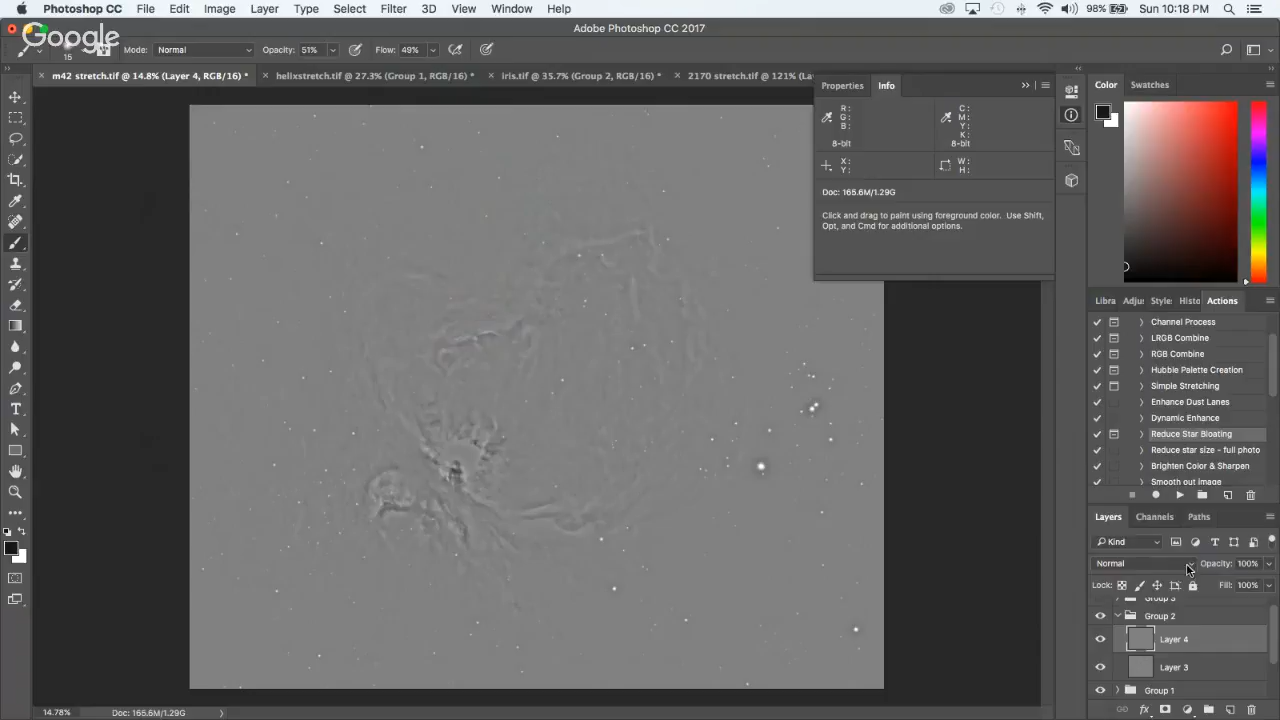 Photoshop CC File Edit Image Layer Type Select Filter 3D View Window Help 98% Sun 10:18 PM
Adobe Photoshop CC 2017
Google
15 Mode: Normal Opacity: 51% Flow: 49%
m42 stretch.tif @ 14.8% (Layer 4, RGB/16) * helixstretch.tif @ 27.3% (Group 1, RGB/16) * iris.tif @ 35.7% (Group 2, RGB/16) * 2170 stretch.tif @ 121% (La
Properties Info
R: C:
G: M:
B: Y:
K:
8-bit 8-bit
X: W:
Y: H:
Doc: 165.6M/1.29G
Click and drag to paint using foreground color. Use Shift,
Opt, and Cmd for additional options.
Color Swatches
Libra Adju Style Histo Actions
Channel Process
LRGB Combine
RGB Combine
Hubble Palette Creation
Simple Stretching
Enhance Dust Lanes
Dynamic Enhance
Reduce Star Bloating
Reduce star size - full photo
Brighten Color & Sharpen
Smooth out image
Layers Channels Paths
Kind
Normal Opacity: 100%
Lock: Fill: 100%
Group 3
Group 2
Layer 4
Layer 3
Group 1
14.78% Doc: 165.6M/1.29G